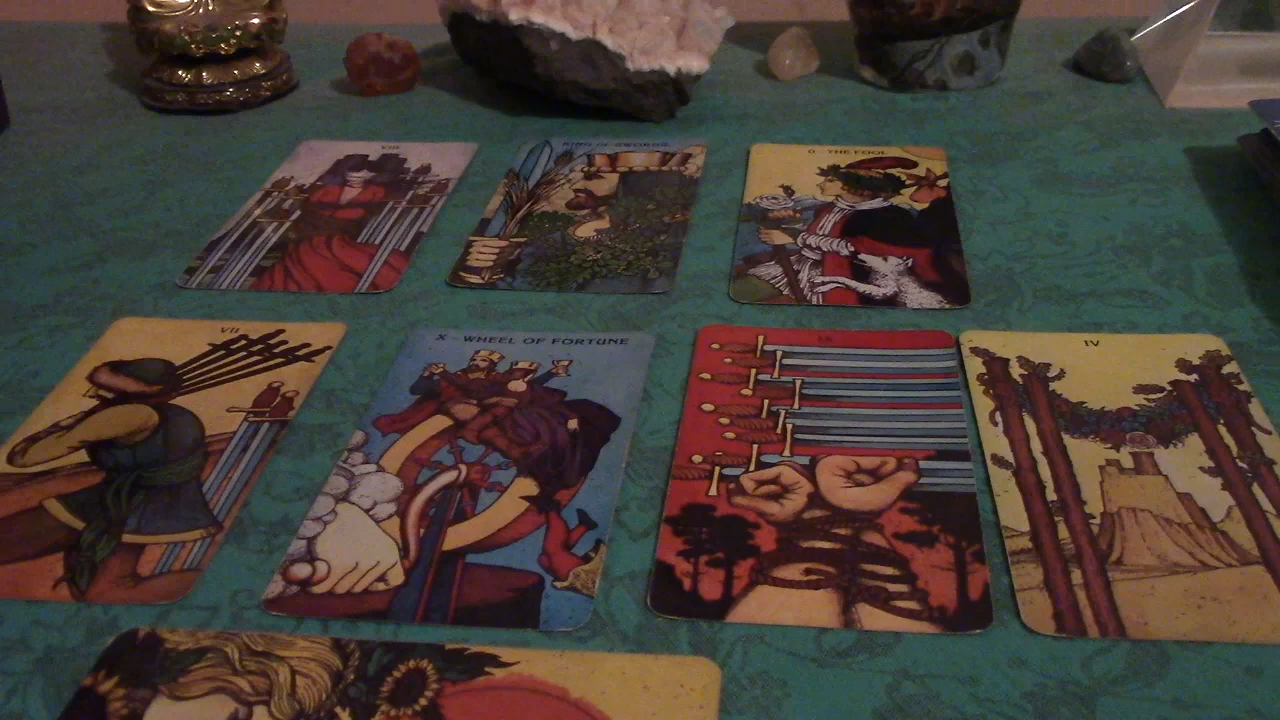 VIII
KING OF SWORDS
0 - THE FOOL
VII
X - WHEEL OF FORTUNE
IX
IV